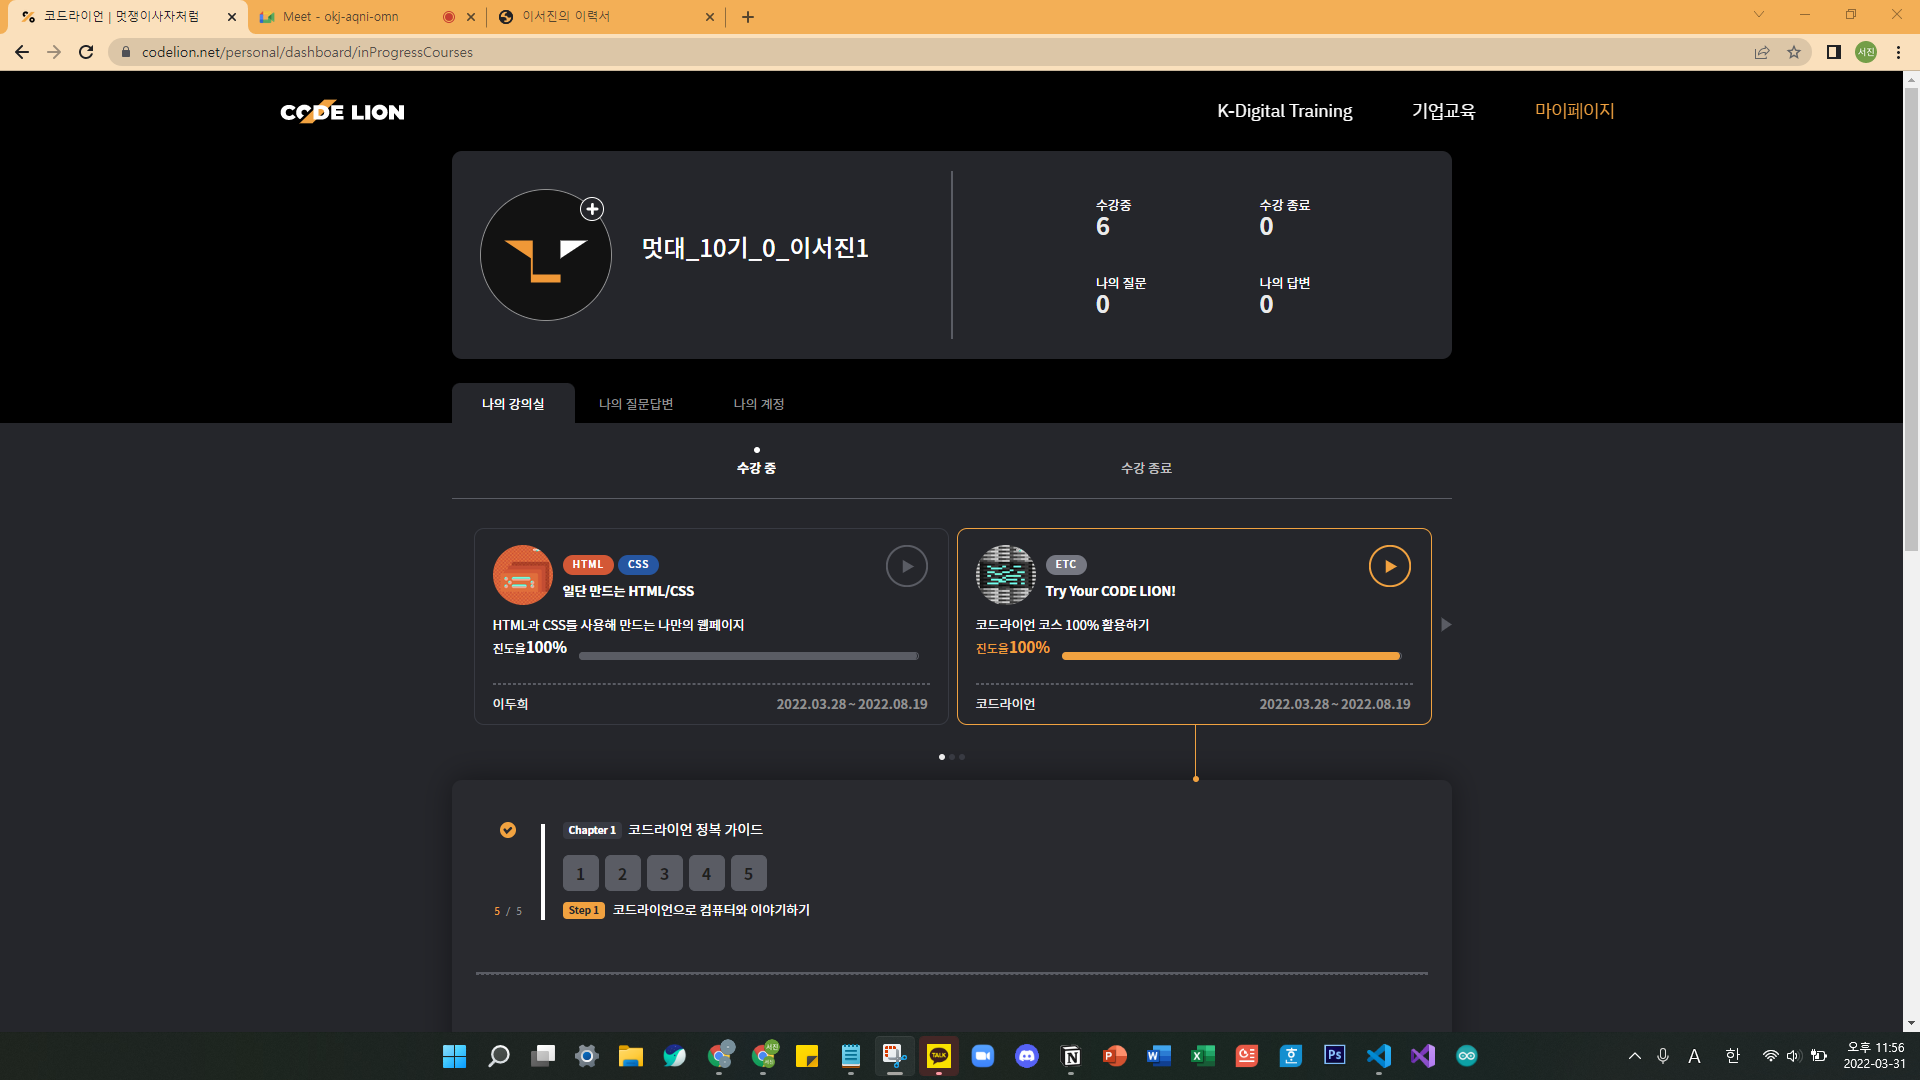 코드라이언 | 멋쟁이사자처럼
Meet - okj-aqni-omn
이서진의 이력서
codelion.net/personal/dashboard/inProgressCourses
서진
CODE LION
K-Digital Training
기업교육
마이페이지
멋대_10기_0_이서진1
수강중
6
수강 종료
0
나의 질문
0
나의 답변
0
나의 강의실
나의 질문답변
나의 계정
수강 중
수강 종료
HTML
CSS
일단 만드는 HTML/CSS
HTML과 CSS를 사용해 만드는 나만의 웹페이지
진도율100%
이두희
2022.03.28 ~ 2022.08.19
ETC
Try Your CODE LION!
코드라이언 코스 100% 활용하기
진도율100%
코드라이언
2022.03.28 ~ 2022.08.19
Chapter 1 코드라이언 정복 가이드
1 2 3 4 5
5 / 5
Step 1 코드라이언으로 컴퓨터와 이야기하기
서진
TALK
N
P
W
X
Ps
A
한
오후 11:56
2022-03-31